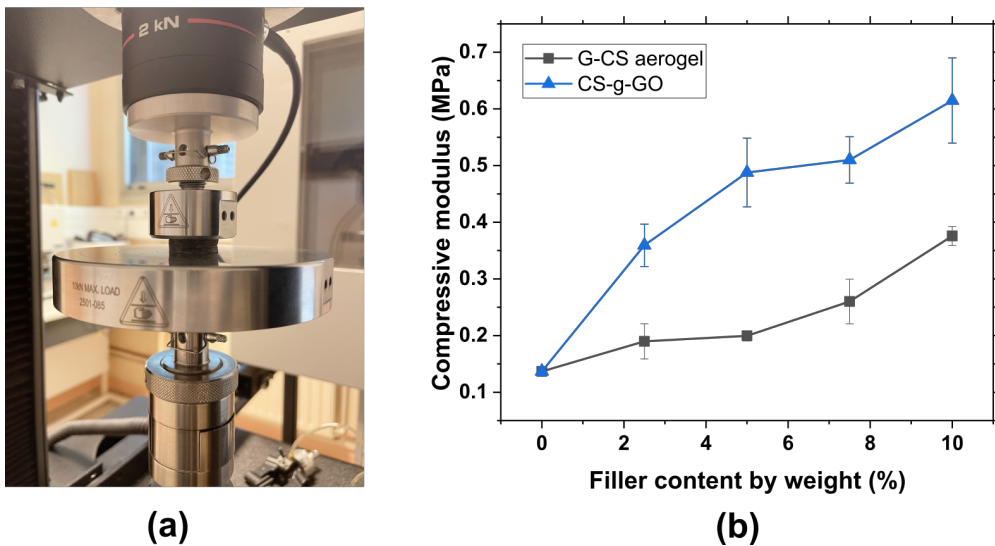 2 kN
10kN MAX. LOAD
2501-085
(a)
G-CS aerogel
CS-g-GO
Compressive modulus (MPa)
0.7
0.6
0.5
0.4
0.3
0.2
0.1
0
2
4
6
8
10
Filler content by weight (%)
(b)